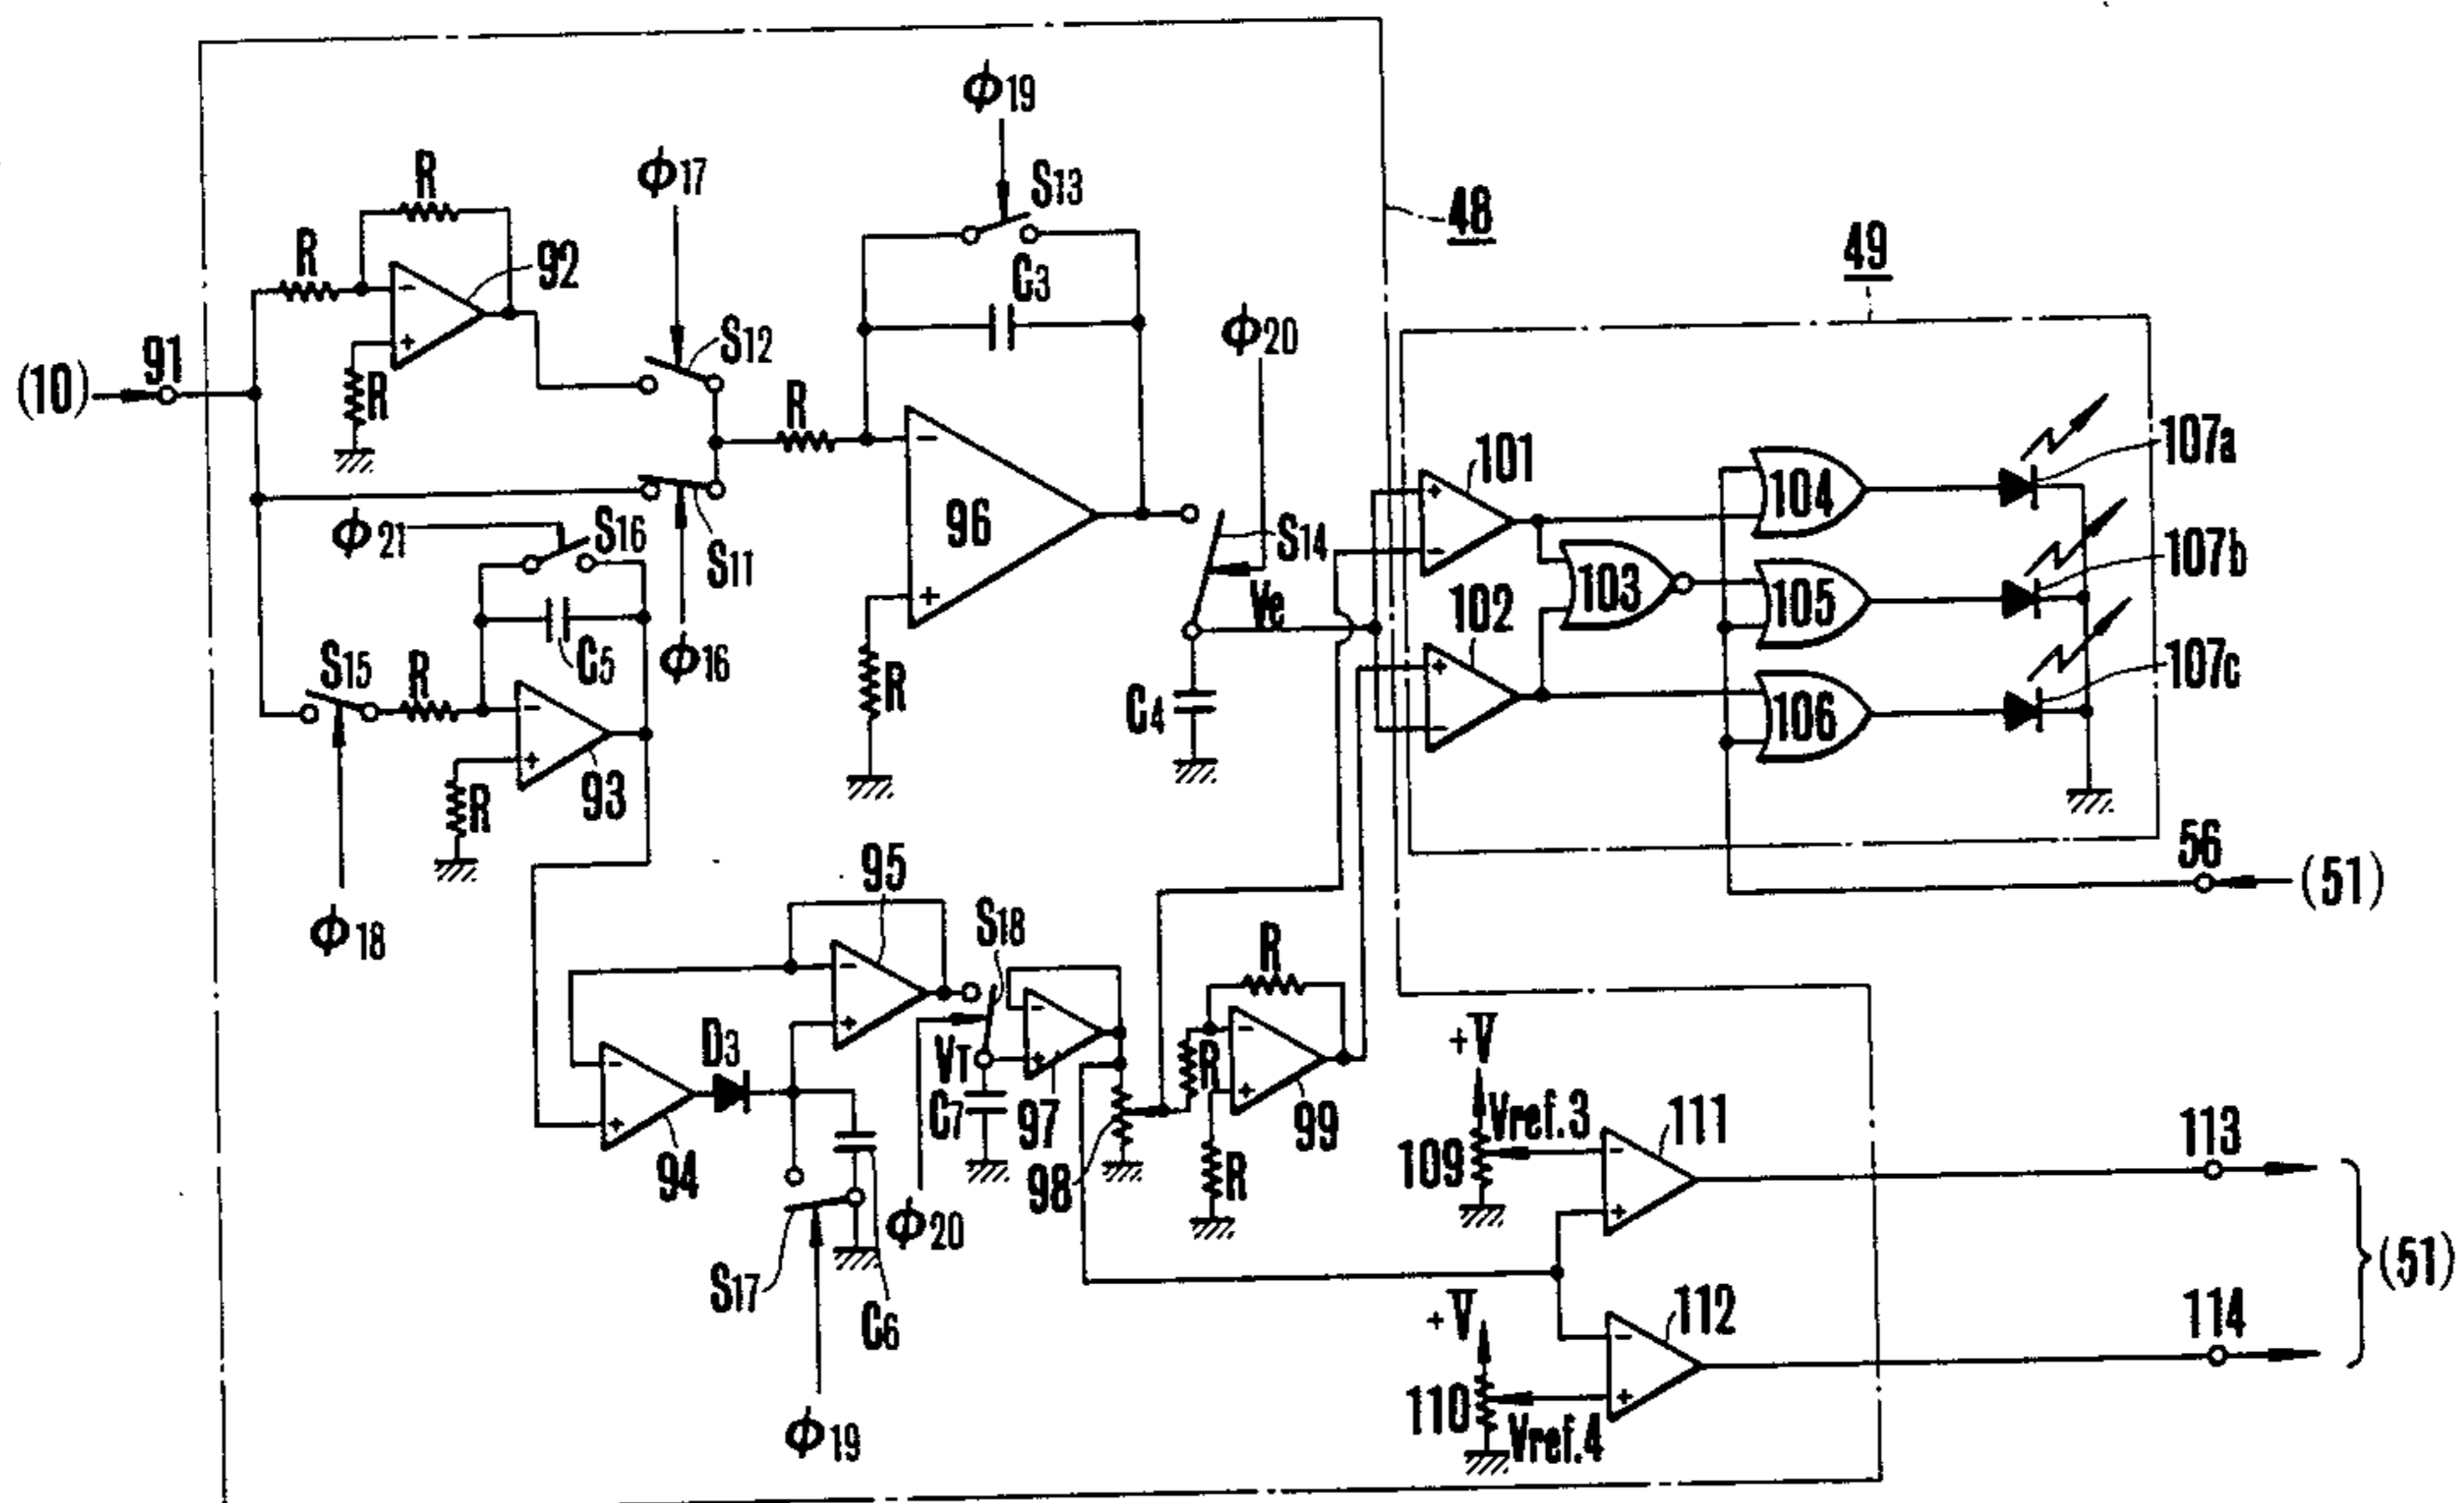 ϕ19
ϕ17
S13
R
48
49
R
92
C3
ϕ20
S12
(10)
91
R
R
101
104
107a
96
ϕ21
S16
S11
S14
103
105
107b
Ve
102
C5
ϕ16
S15
R
R
C4
106
107c
R
93
95
56
(51)
ϕ18
S18
R
D3
VT
R
+V
C7
97
99
Vref.3
111
113
94
98
R
109
ϕ20
(51)
S17
C6
+V
112
114
110
Vref.4
ϕ19